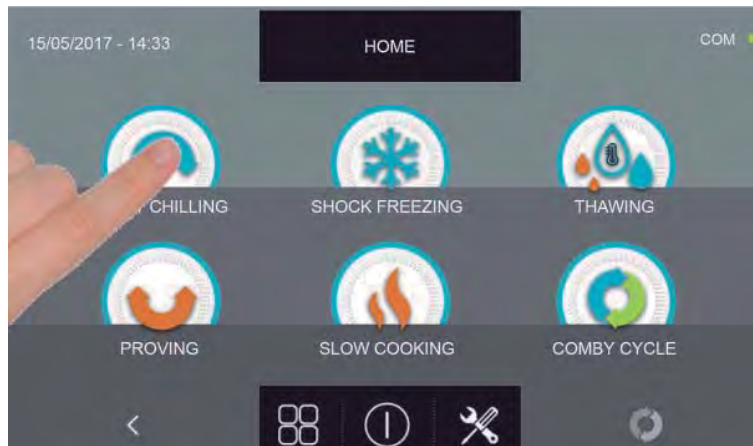 15/05/2017 - 14:33
HOME
COM
CHILLING
SHOCK FREEZING
THAWING
PROVING
SLOW COOKING
COMBY CYCLE